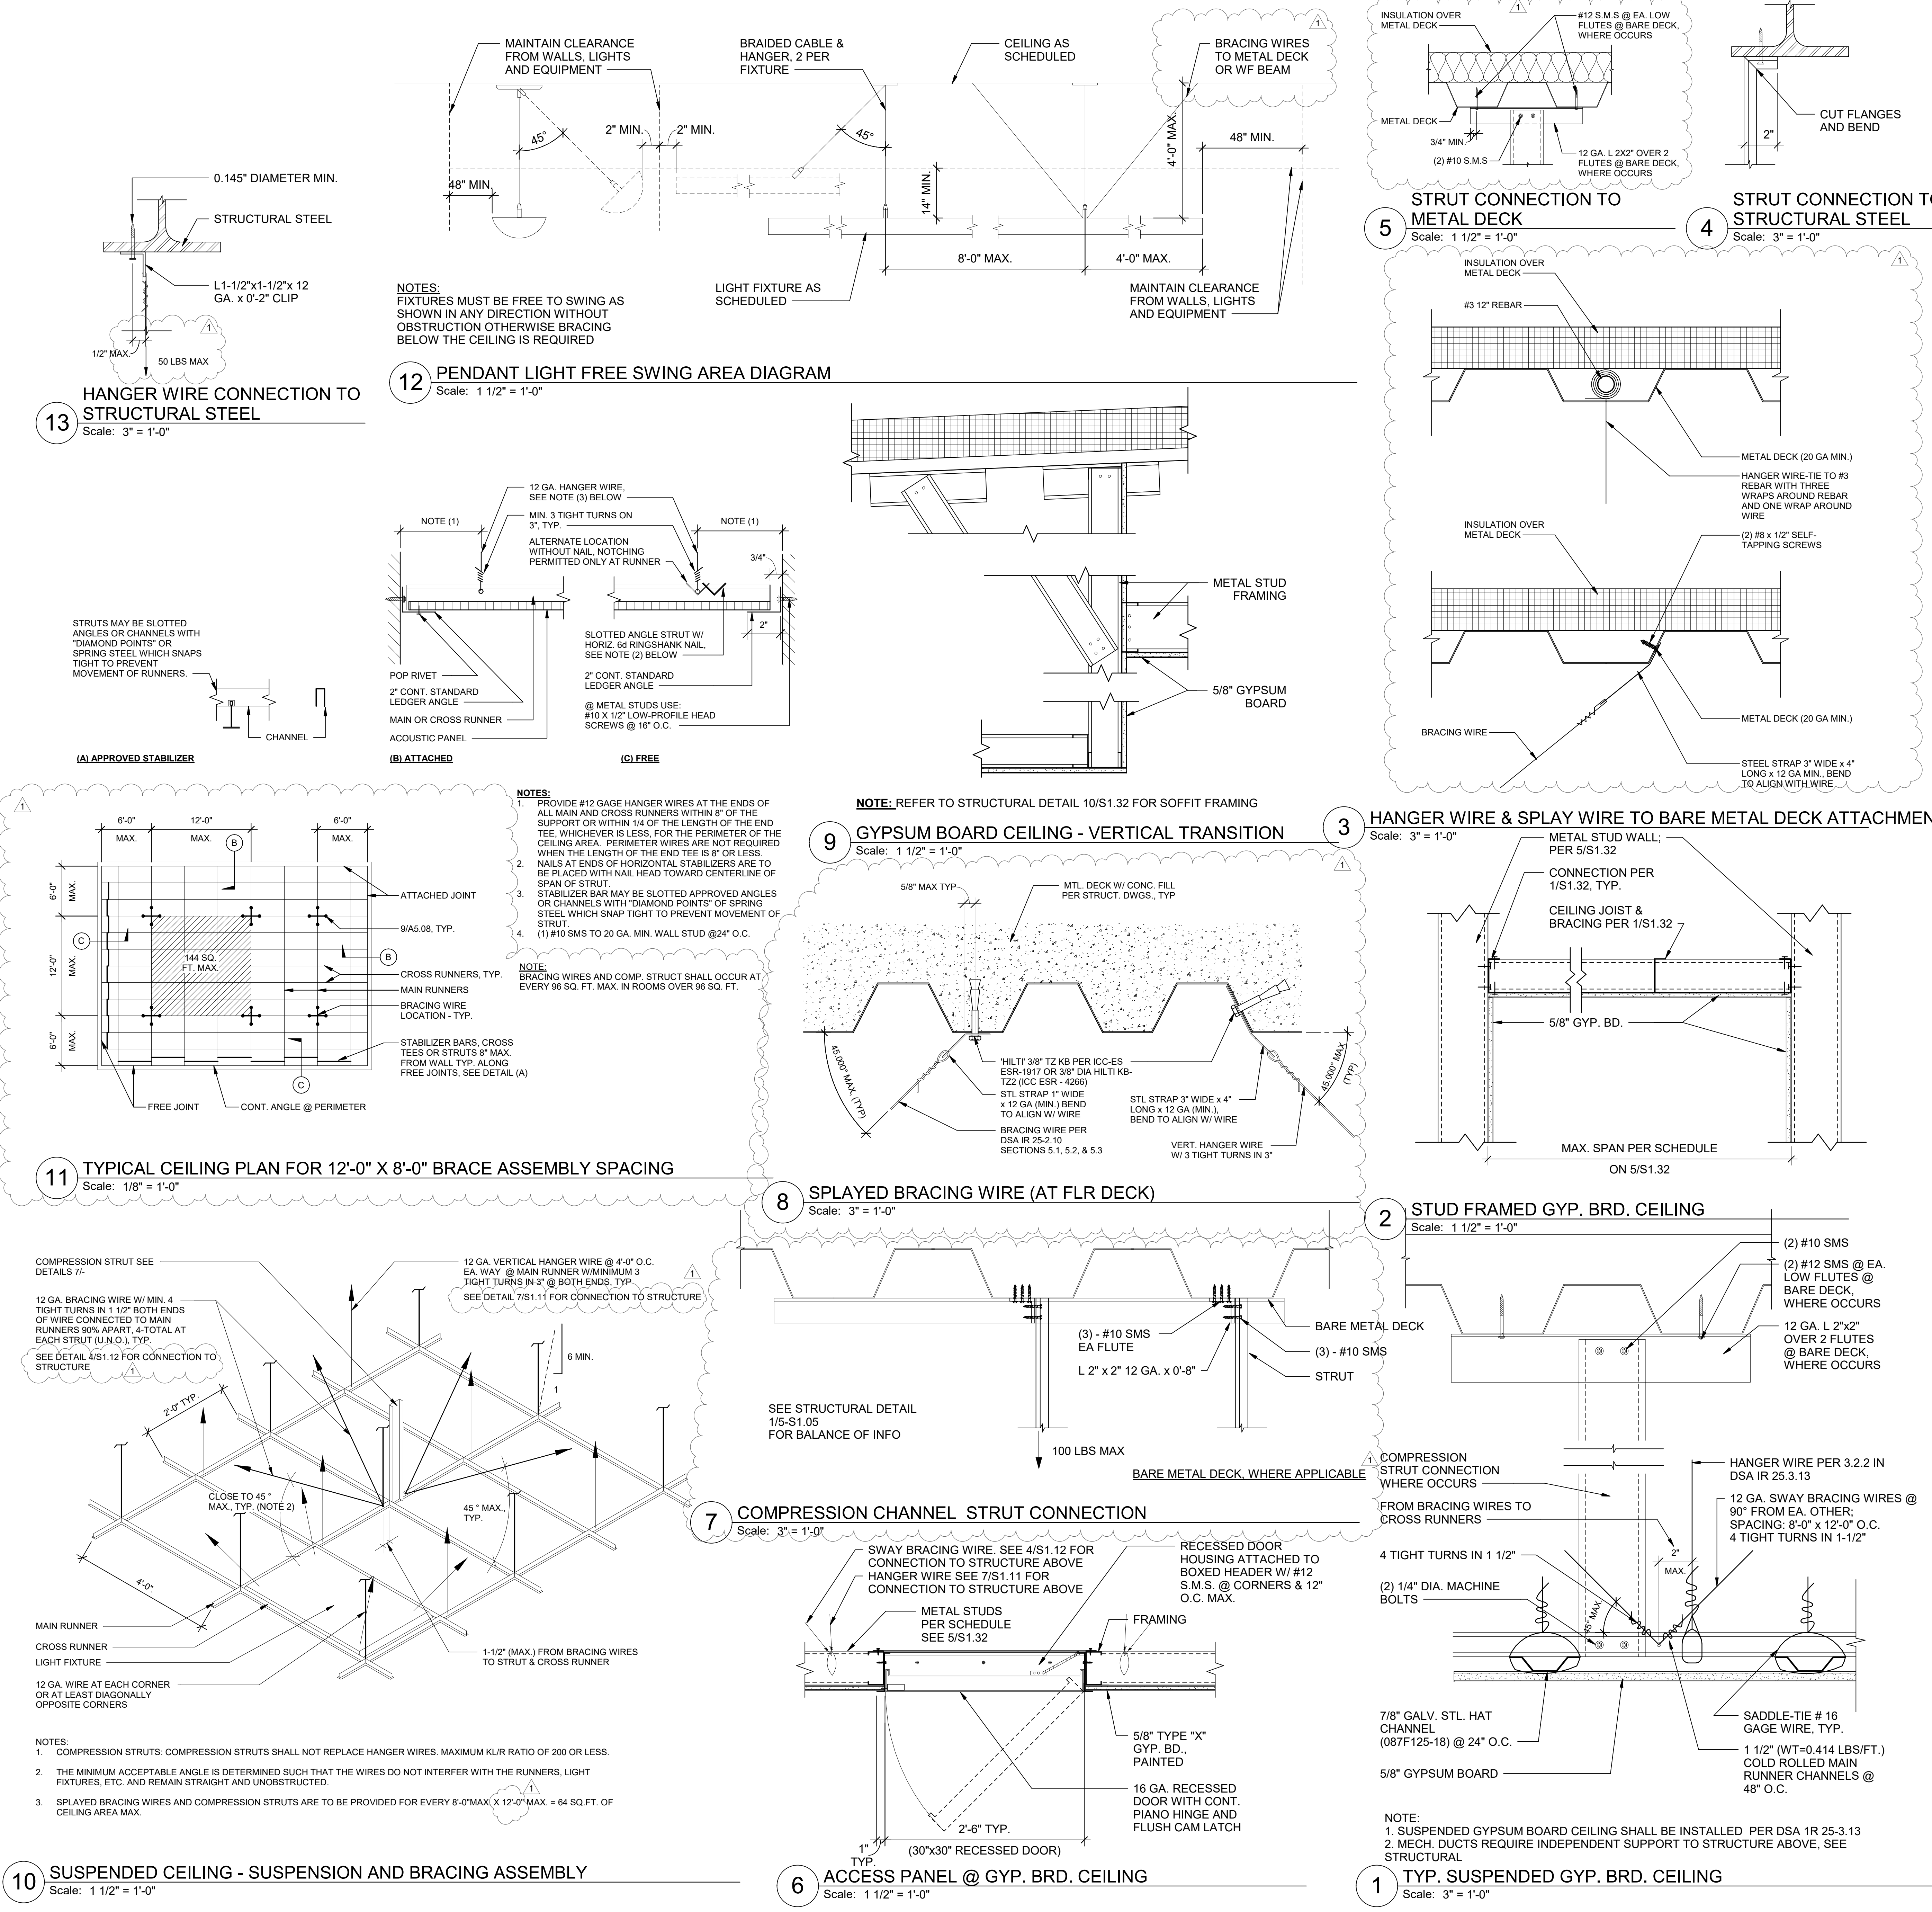 MAINTAIN CLEARANCE
FROM WALLS, LIGHTS
AND EQUIPMENT
BRAIDED CABLE &
HANGER, 2 PER
FIXTURE
CEILING AS
SCHEDULED
BRACING WIRES
TO METAL DECK
OR WF BEAM
1
45°
2" MIN.
2" MIN.
45°
48" MIN.
14" MIN.
4'-0" MAX.
48" MIN.
8'-0" MAX.
4'-0" MAX.
NOTES:
FIXTURES MUST BE FREE TO SWING AS
SHOWN IN ANY DIRECTION WITHOUT
OBSTRUCTION OTHERWISE BRACING
BELOW THE CEILING IS REQUIRED
LIGHT FIXTURE AS
SCHEDULED
MAINTAIN CLEARANCE
FROM WALLS, LIGHTS
AND EQUIPMENT
12
PENDANT LIGHT FREE SWING AREA DIAGRAM
Scale: 1 1/2" = 1'-0"
INSULATION OVER
METAL DECK
1
#12 S.M.S @ EA. LOW
FLUTES @ BARE DECK,
WHERE OCCURS
METAL DECK
3/4" MIN.
(2) #10 S.M.S
12 GA. L 2X2" OVER 2
FLUTES @ BARE DECK,
WHERE OCCURS
5
STRUT CONNECTION TO
METAL DECK
Scale: 1 1/2" = 1'-0"
CUT FLANGES
AND BEND
2"
4
STRUT CONNECTION TO
STRUCTURAL STEEL
Scale: 3" = 1'-0"
0.145" DIAMETER MIN.
STRUCTURAL STEEL
L1-1/2"x1-1/2"x 12
GA. x 0'-2" CLIP
1
1/2" MAX.
50 LBS MAX
13
HANGER WIRE CONNECTION TO
STRUCTURAL STEEL
Scale: 3" = 1'-0"
1
INSULATION OVER
METAL DECK
#3 12" REBAR
METAL DECK (20 GA MIN.)
HANGER WIRE-TIE TO #3
REBAR WITH THREE
WRAPS AROUND REBAR
AND ONE WRAP AROUND
WIRE
INSULATION OVER
METAL DECK
(2) #8 x 1/2" SELF-
TAPPING SCREWS
METAL DECK (20 GA MIN.)
BRACING WIRE
STEEL STRAP 3" WIDE x 4"
LONG x 12 GA MIN., BEND
TO ALIGN WITH WIRE
3
HANGER WIRE & SPLAY WIRE TO BARE METAL DECK ATTACHMEN
Scale: 3" = 1'-0"
STRUTS MAY BE SLOTTED
ANGLES OR CHANNELS WITH
"DIAMOND POINTS" OR
SPRING STEEL WHICH SNAPS
TIGHT TO PREVENT
MOVEMENT OF RUNNERS.
CHANNEL
(A) APPROVED STABILIZER
12 GA. HANGER WIRE,
SEE NOTE (3) BELOW
NOTE (1)
MIN. 3 TIGHT TURNS ON
3", TYP.
NOTE (1)
ALTERNATE LOCATION
WITHOUT NAIL, NOTCHING
PERMITTED ONLY AT RUNNER
3/4"
2"
SLOTTED ANGLE STRUT W/
HORIZ. 6d RINGSHANK NAIL,
SEE NOTE (2) BELOW
POP RIVET
2" CONT. STANDARD
LEDGER ANGLE
MAIN OR CROSS RUNNER
ACOUSTIC PANEL
2" CONT. STANDARD
LEDGER ANGLE
@ METAL STUDS USE:
#10 X 1/2" LOW-PROFILE HEAD
SCREWS @ 16" O.C.
(B) ATTACHED
(C) FREE
METAL STUD
FRAMING
5/8" GYPSUM
BOARD
NOTE: REFER TO STRUCTURAL DETAIL 10/S1.32 FOR SOFFIT FRAMING
9
GYPSUM BOARD CEILING - VERTICAL TRANSITION
Scale: 1 1/2" = 1'-0"
1
6'-0"
MAX.
12'-0"
MAX.
6'-0"
MAX.
B
6'-0"
MAX.
12'-0"
MAX.
6'-0"
MAX.
C
144 SQ.
FT. MAX.
B
C
ATTACHED JOINT
9/A5.08, TYP.
CROSS RUNNERS, TYP.
MAIN RUNNERS
BRACING WIRE
LOCATION - TYP.
STABILIZER BARS, CROSS
TEES OR STRUTS 8" MAX.
FROM WALL TYP. ALONG
FREE JOINTS, SEE DETAIL (A)
FREE JOINT
CONT. ANGLE @ PERIMETER
NOTES:
1. PROVIDE #12 GAGE HANGER WIRES AT THE ENDS OF
ALL MAIN AND CROSS RUNNERS WITHIN 8" OF THE
SUPPORT OR WITHIN 1/4 OF THE LENGTH OF THE END
TEE, WHICHEVER IS LESS, FOR THE PERIMETER OF THE
CEILING AREA. PERIMETER WIRES ARE NOT REQUIRED
WHEN THE LENGTH OF THE END TEE IS 8" OR LESS.
2. NAILS AT ENDS OF HORIZONTAL STABILIZERS ARE TO
BE PLACED WITH NAIL HEAD TOWARD CENTERLINE OF
SPAN OF STRUT.
3. STABILIZER BAR MAY BE SLOTTED APPROVED ANGLES
OR CHANNELS WITH "DIAMOND POINTS" OF SPRING
STEEL WHICH SNAP TIGHT TO PREVENT MOVEMENT OF
STRUT.
4. (1) #10 SMS TO 20 GA. MIN. WALL STUD @24" O.C.
NOTE:
BRACING WIRES AND COMP. STRUCT SHALL OCCUR AT
EVERY 96 SQ. FT. MAX. IN ROOMS OVER 96 SQ. FT.
11
TYPICAL CEILING PLAN FOR 12'-0" X 8'-0" BRACE ASSEMBLY SPACING
Scale: 1/8" = 1'-0"
1
5/8" MAX TYP
MTL. DECK W/ CONC. FILL
PER STRUCT. DWGS., TYP
45.000° MAX, (TYP)
45.000° MAX
(TYP)
'HILTI' 3/8" TZ KB PER ICC-ES
ESR-1917 OR 3/8" DIA HILTI KB-
TZ2 (ICC ESR - 4266)
STL STRAP 1" WIDE
x 12 GA (MIN.) BEND
TO ALIGN W/ WIRE
BRACING WIRE PER
DSA IR 25-2.10
SECTIONS 5.1, 5.2, & 5.3
STL STRAP 3" WIDE x 4"
LONG x 12 GA (MIN.),
BEND TO ALIGN W/ WIRE
VERT. HANGER WIRE
W/ 3 TIGHT TURNS IN 3"
8
SPLAYED BRACING WIRE (AT FLR DECK)
Scale: 3" = 1'-0"
METAL STUD WALL;
PER 5/S1.32
CONNECTION PER
1/S1.32, TYP.
CEILING JOIST &
BRACING PER 1/S1.32
5/8" GYP. BD.
MAX. SPAN PER SCHEDULE
ON 5/S1.32
2
STUD FRAMED GYP. BRD. CEILING
Scale: 1 1/2" = 1'-0"
COMPRESSION STRUT SEE
DETAILS 7/-
12 GA. BRACING WIRE W/ MIN. 4
TIGHT TURNS IN 1 1/2" BOTH ENDS
OF WIRE CONNECTED TO MAIN
RUNNERS 90% APART, 4-TOTAL AT
EACH STRUT (U.N.O.), TYP.
SEE DETAIL 4/S1.12 FOR CONNECTION TO
STRUCTURE
1
12 GA. VERTICAL HANGER WIRE @ 4'-0" O.C.
EA. WAY @ MAIN RUNNER W/MINIMUM 3
TIGHT TURNS IN 3" @ BOTH ENDS, TYP
1
SEE DETAIL 7/S1.11 FOR CONNECTION TO STRUCTURE
6 MIN.
1
2'-0" TYP.
CLOSE TO 45 °
MAX., TYP. (NOTE 2)
45 ° MAX.,
TYP.
4'-0"
MAIN RUNNER
CROSS RUNNER
LIGHT FIXTURE
12 GA. WIRE AT EACH CORNER
OR AT LEAST DIAGONALLY
OPPOSITE CORNERS
1-1/2" (MAX.) FROM BRACING WIRES
TO STRUT & CROSS RUNNER
NOTES:
1. COMPRESSION STRUTS: COMPRESSION STRUTS SHALL NOT REPLACE HANGER WIRES. MAXIMUM KL/R RATIO OF 200 OR LESS.
2. THE MINIMUM ACCEPTABLE ANGLE IS DETERMINED SUCH THAT THE WIRES DO NOT INTERFER WITH THE RUNNERS, LIGHT
FIXTURES, ETC. AND REMAIN STRAIGHT AND UNOBSTRUCTED.
1
3. SPLAYED BRACING WIRES AND COMPRESSION STRUTS ARE TO BE PROVIDED FOR EVERY 8'-0"MAX. X 12'-0" MAX. = 64 SQ.FT. OF
CEILING AREA MAX.
10
SUSPENDED CEILING - SUSPENSION AND BRACING ASSEMBLY
Scale: 1 1/2" = 1'-0"
(3) - #10 SMS
EA FLUTE
L 2" x 2" 12 GA. x 0'-8"
BARE METAL DECK
(3) - #10 SMS
STRUT
SEE STRUCTURAL DETAIL
1/5-S1.05
FOR BALANCE OF INFO
100 LBS MAX
1
BARE METAL DECK, WHERE APPLICABLE
7
COMPRESSION CHANNEL STRUT CONNECTION
Scale: 3" = 1'-0"
SWAY BRACING WIRE. SEE 4/S1.12 FOR
CONNECTION TO STRUCTURE ABOVE
HANGER WIRE SEE 7/S1.11 FOR
CONNECTION TO STRUCTURE ABOVE
METAL STUDS
PER SCHEDULE
SEE 5/S1.32
RECESSED DOOR
HOUSING ATTACHED TO
BOXED HEADER W/ #12
S.M.S. @ CORNERS & 12"
O.C. MAX.
FRAMING
5/8" TYPE "X"
GYP. BD.,
PAINTED
16 GA. RECESSED
DOOR WITH CONT.
PIANO HINGE AND
FLUSH CAM LATCH
2'-6" TYP.
1"
TYP.
(30"x30" RECESSED DOOR)
6
ACCESS PANEL @ GYP. BRD. CEILING
Scale: 1 1/2" = 1'-0"
(2) #10 SMS
(2) #12 SMS @ EA.
LOW FLUTES @
BARE DECK,
WHERE OCCURS
12 GA. L 2"x2"
OVER 2 FLUTES
@ BARE DECK,
WHERE OCCURS
COMPRESSION
STRUT CONNECTION
WHERE OCCURS
FROM BRACING WIRES TO
CROSS RUNNERS
4 TIGHT TURNS IN 1 1/2"
(2) 1/4" DIA. MACHINE
BOLTS
45° MAX.
2"
MAX.
HANGER WIRE PER 3.2.2 IN
DSA IR 25.3.13
12 GA. SWAY BRACING WIRES @
90° FROM EA. OTHER;
SPACING: 8'-0" x 12'-0" O.C.
4 TIGHT TURNS IN 1-1/2"
7/8" GALV. STL. HAT
CHANNEL
(087F125-18) @ 24" O.C.
5/8" GYPSUM BOARD
SADDLE-TIE # 16
GAGE WIRE, TYP.
1 1/2" (WT=0.414 LBS/FT.)
COLD ROLLED MAIN
RUNNER CHANNELS @
48" O.C.
NOTE:
1. SUSPENDED GYPSUM BOARD CEILING SHALL BE INSTALLED PER DSA 1R 25-3.13
2. MECH. DUCTS REQUIRE INDEPENDENT SUPPORT TO STRUCTURE ABOVE, SEE
STRUCTURAL
1
TYP. SUSPENDED GYP. BRD. CEILING
Scale: 3" = 1'-0"